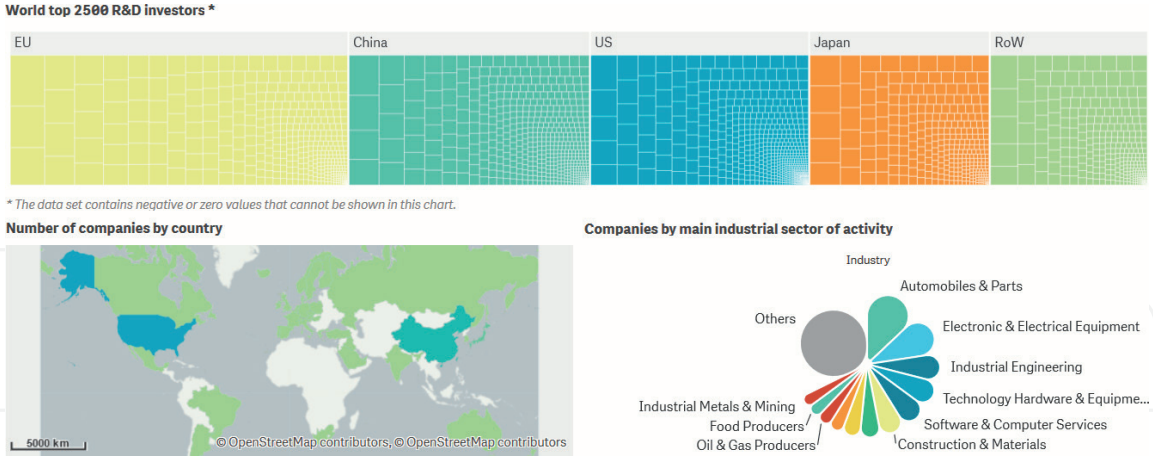 World top 2500 R&D investors *
EU
China
US
Japan
RoW
* The data set contains negative or zero values that cannot be shown in this chart.
Number of companies by country
5000 km
© OpenStreetMap contributors, © OpenStreetMap contributors
Companies by main industrial sector of activity
Industry
Automobiles & Parts
Others
Electronic & Electrical Equipment
Industrial Engineering
Technology Hardware & Equipme...
Industrial Metals & Mining
Food Producers
Software & Computer Services
Oil & Gas Producers
Construction & Materials